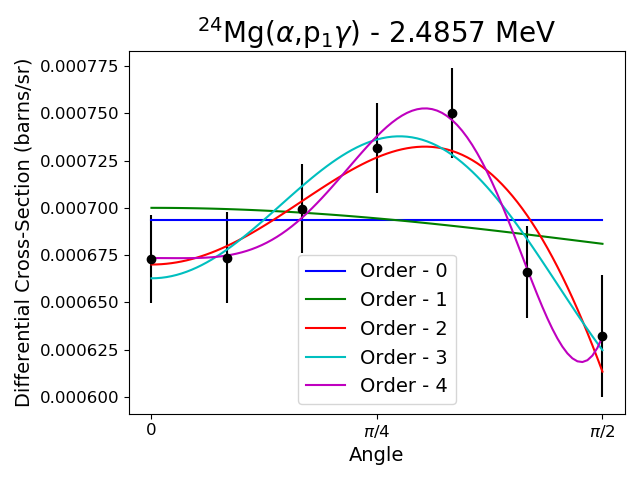 ²⁴Mg(α,p₁γ) - 2.4857 MeV
Differential Cross-Section (barns/sr)
0.000775
0.000750
0.000725
0.000700
0.000675
0.000650
0.000625
0.000600
Order - 0
Order - 1
Order - 2
Order - 3
Order - 4
0 π/4 π/2
Angle